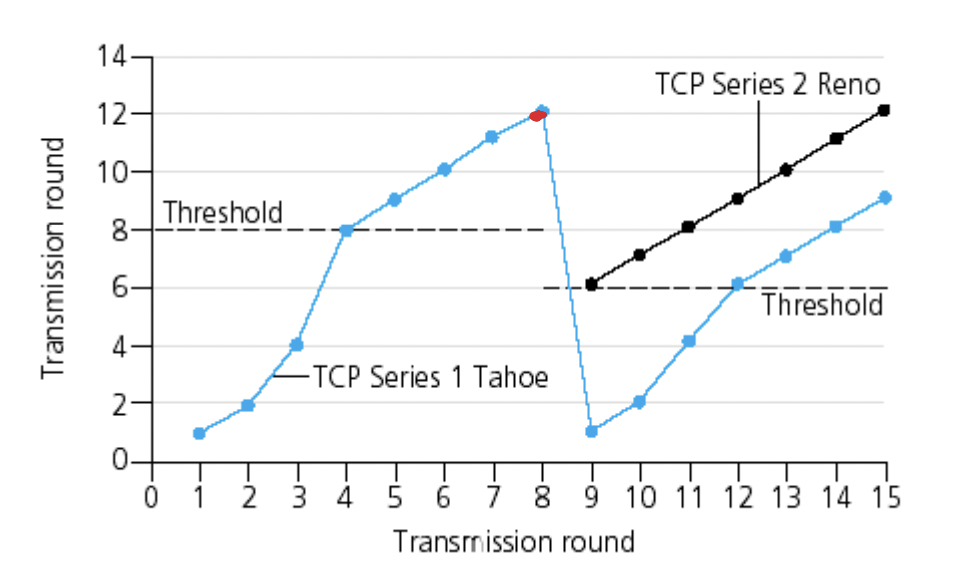 14
TCP Series 2 Reno
12
10
Threshold
8
6
Threshold
4
TCP Series 1 Tahoe
2
0
0 1 2 3 4 5 6 7 8 9 10 11 12 13 14 15
Transmission round
Transmission round